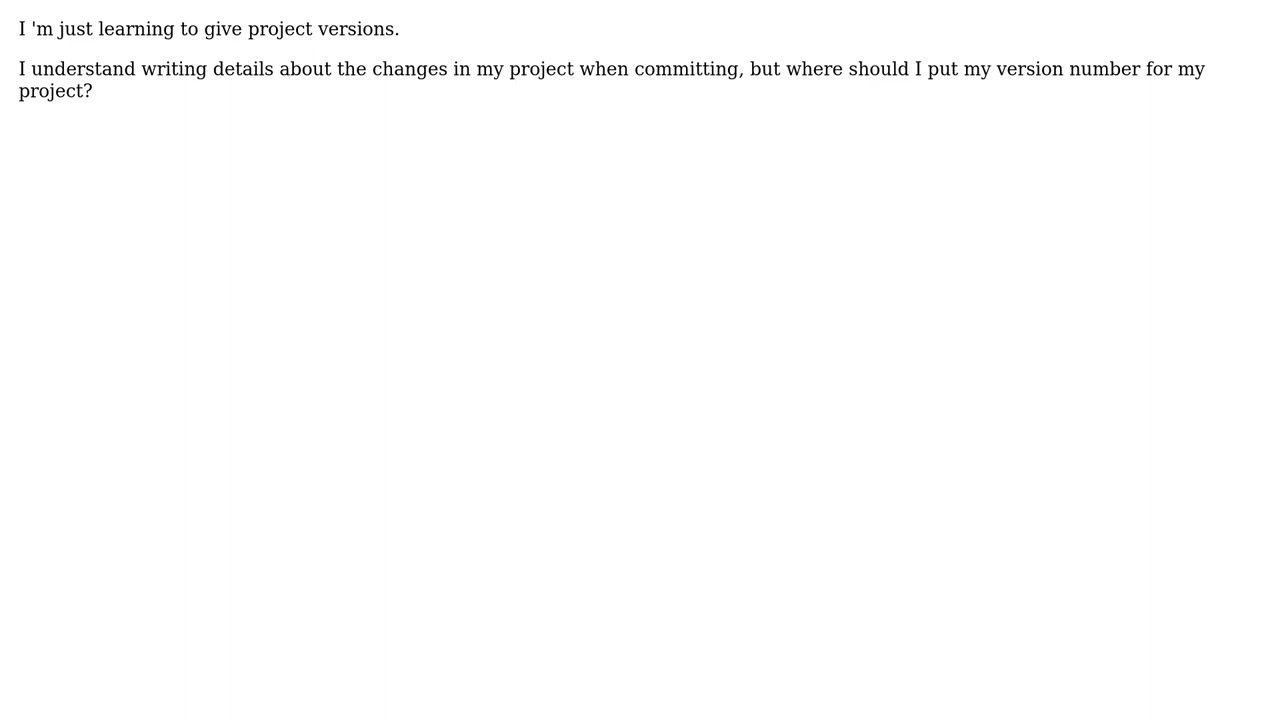 I 'm just learning to give project versions.
I understand writing details about the changes in my project when committing, but where should I put my version number for my
project?